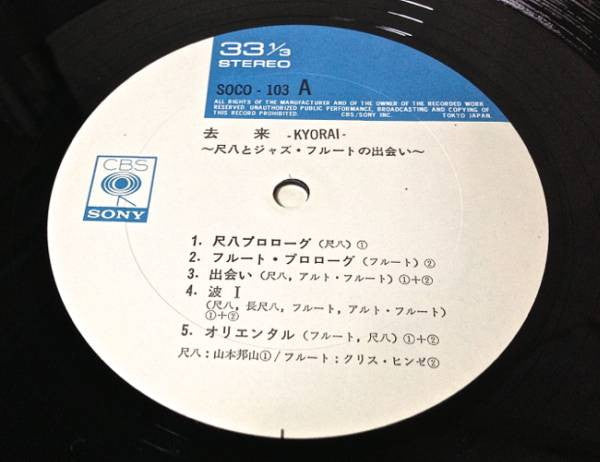 33 1/3
STEREO
SOCO - 103 A
ALL RIGHTS OF THE MANUFACTURER AND OF THE OWNER OF THE RECORDED WORK
RESERVED. UNAUTHORIZED PUBLIC PERFORMANCE, BROADCASTING AND COPYING OF
THIS RECORD PROHIBITED. CBS/SONY INC. TOKYO JAPAN.
去 来 -KYORAI-
〜尺八とジャズ・フルートの出会い〜
CBS
SONY
1. 尺八プロローグ (尺八) ①
2. フルート・プロローグ (フルート) ②
3. 出会い (尺八, アルト・フルート) ①+②
4. 波 I
(尺八, 長尺八, フルート, アルト・フルート)
①+②
5. オリエンタル (フルート, 尺八) ①+②
尺八:山本邦山①/フルート:クリス・ヒンゼ②